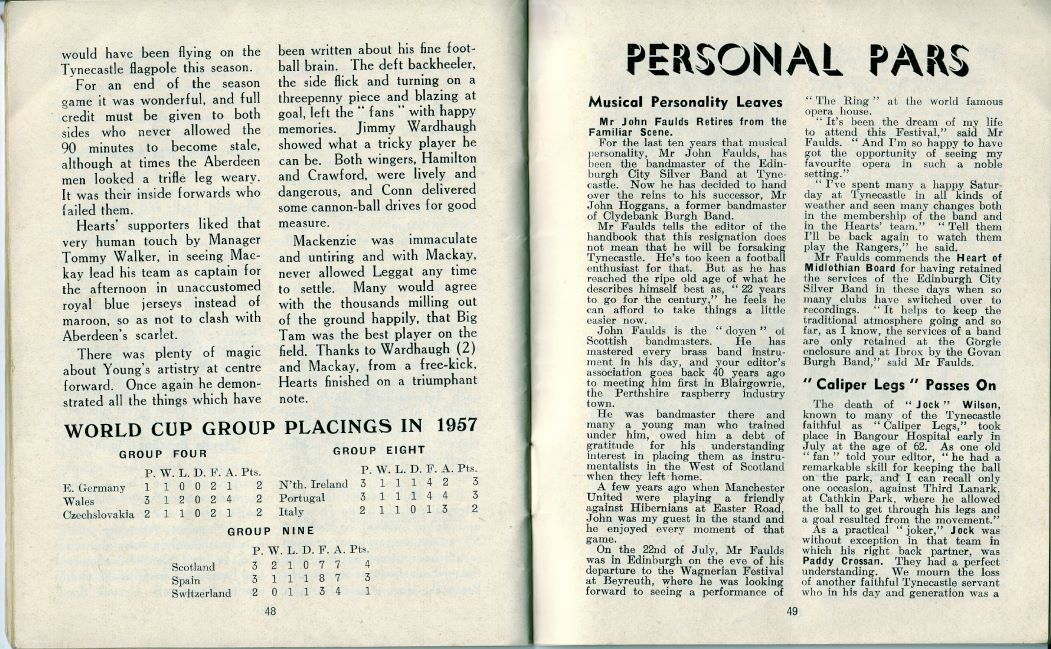 would have been flying on the
Tynecastle flagpole this season.
For an end of the season
game it was wonderful, and full
credit must be given to both
sides who never allowed the
90 minutes to become stale,
although at times the Aberdeen
men looked a trifle leg weary.
It was their inside forwards who
failed them.
Hearts' supporters liked that
very human touch by Manager
Tommy Walker, in seeing Mac-
kay lead his team as captain for
the afternoon in unaccustomed
royal blue jerseys instead of
maroon, so as not to clash with
Aberdeen's scarlet.
There was plenty of magic
about Young's artistry at centre
forward. Once again he demon-
strated all the things which have
been written about his fine foot-
ball brain. The deft backheeler,
the side flick and turning on a
threepenny piece and blazing at
goal, left the " fans " with happy
memories. Jimmy Wardhaugh
showed what a tricky player he
can be. Both wingers, Hamilton
and Crawford, were lively and
dangerous, and Conn delivered
some cannon-ball drives for good
measure.
Mackenzie was immaculate
and untiring and with Mackay,
never allowed Leggat any time
to settle. Many would agree
with the thousands milling out
of the ground happily, that Big
Tam was the best player on the
field. Thanks to Wardhaugh (2)
and Mackay, from a free-kick,
Hearts finished on a triumphant
note.
WORLD CUP GROUP PLACINGS IN 1957
GROUP FOUR
P. W. L. D. F. A. Pts.
E. Germany 1 1 0 0 2 1 2
Wales 3 1 2 0 2 4 2
Czechslovakia 2 1 1 0 2 1 2
GROUP EIGHT
P. W. L. D. F. A. Pts.
N'th. Ireland 3 1 1 1 4 2 3
Portugal 3 1 1 1 4 4 3
Italy 2 1 1 0 1 3 2
GROUP NINE
P. W. L. D. F. A. Pts.
Scotland 3 2 1 0 7 7 4
Spain 3 1 1 1 8 7 3
Switzerland 2 0 1 1 3 4 1
48
PERSONAL PARS
Musical Personality Leaves
Mr John Faulds Retires from the
Familiar Scene.
For the last ten years that musical
personality, Mr John Faulds, has
been the bandmaster of the Edin-
burgh City Silver Band at Tyne-
castle. Now he has decided to hand
over the reins to his successor, Mr
John Hoggans, a former bandmaster
of Clydebank Burgh Band.
Mr Faulds tells the editor of the
handbook that this resignation does
not mean that he will be forsaking
Tynecastle. He's too keen a football
enthusiast for that. But as he has
reached the ripe old age of what he
describes himself best as, " 22 years
to go for the century," he feels he
can afford to take things a little
easier now.
John Faulds is the " doyen " of
Scottish bandmasters. He has
mastered every brass band instru-
ment in his day, and your editor's
association goes back 40 years ago
to meeting him first in Blairgowrie,
the Perthshire raspberry industry
town.
He was bandmaster there and
many a young man who trained
under him, owed him a debt of
gratitude for his understanding
interest in placing them as instru-
mentalists in the West of Scotland
when they left home.
A few years ago when Manchester
United were playing a friendly
against Hibernians at Easter Road,
John was my guest in the stand and
he enjoyed every moment of that
game.
On the 22nd of July, Mr Faulds
was in Edinburgh on the eve of his
departure to the Wagnerian Festival
at Beyreuth, where he was looking
forward to seeing a performance of
" The Ring " at the world famous
opera house.
" It's been the dream of my life
to attend this Festival," said Mr
Faulds. " And I'm so happy to have
got the opportunity of seeing my
favourite opera in such a noble
setting."
" I've spent many a happy Satur-
day at Tynecastle in all kinds of
weather and seen many changes both
in the membership of the band and
in the Hearts' team." " Tell them
I'll be back again to watch them
play the Rangers," he said.
Mr Faulds commends the Heart of
Midlothian Board for having retained
the services of the Edinburgh City
Silver Band in these days when so
many clubs have switched over to
recordings. " It helps to keep the
traditional atmosphere going and so
far, as I know, the services of a band
are only retained at the Gorgie
enclosure and at Ibrox by the Govan
Burgh Band," said Mr Faulds.
" Caliper Legs " Passes On
The death of " Jock " Wilson,
known to many of the Tynecastle
faithful as " Caliper Legs," took
place in Bangour Hospital early in
July at the age of 62. As one old
" fan " told your editor, " he had a
remarkable skill for keeping the ball
on the park, and I can recall only
one occasion, against Third Lanark,
at Cathkin Park, where he allowed
the ball to get through his legs and
a goal resulted from the movement."
As a practical " joker," Jock was
without exception in that team in
which his right back partner, was
Paddy Crossan. They had a perfect
understanding. We mourn the loss
of another faithful Tynecastle servant
who in his day and generation was a
49